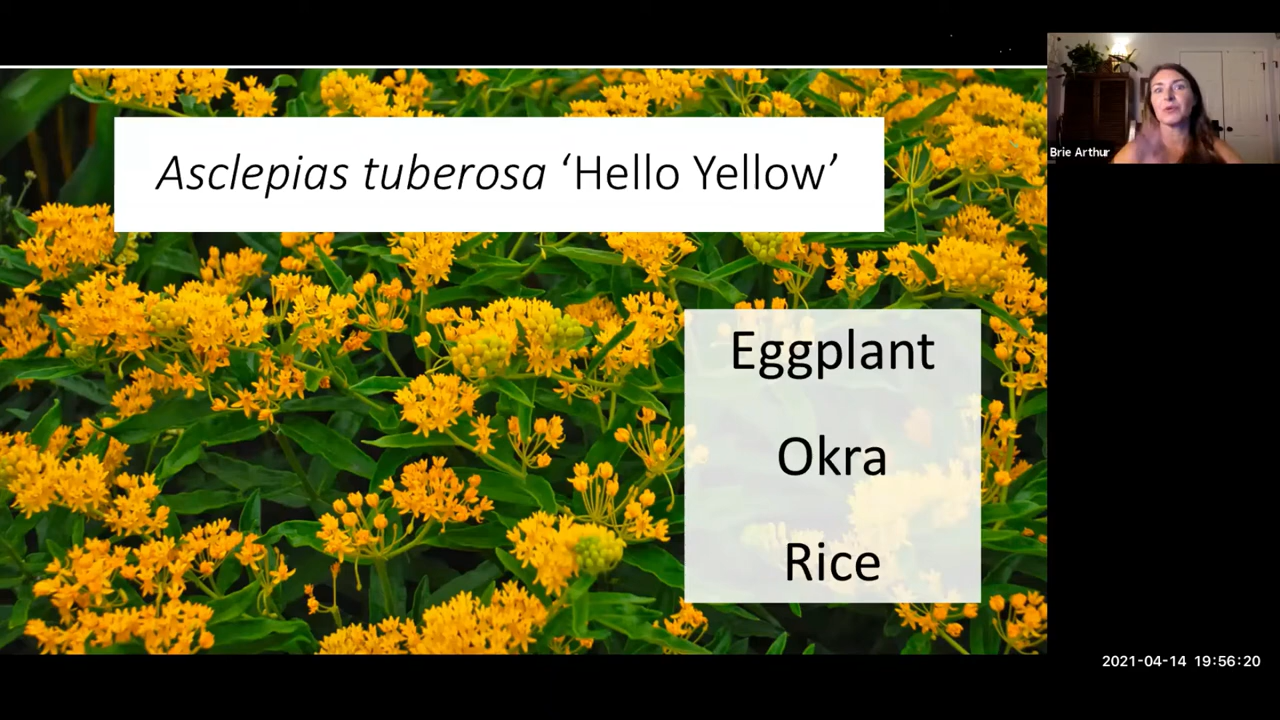 Asclepias tuberosa ‘Hello Yellow’
Brie Arthur
Eggplant
Okra
Rice
2021-04-14 19:56:20